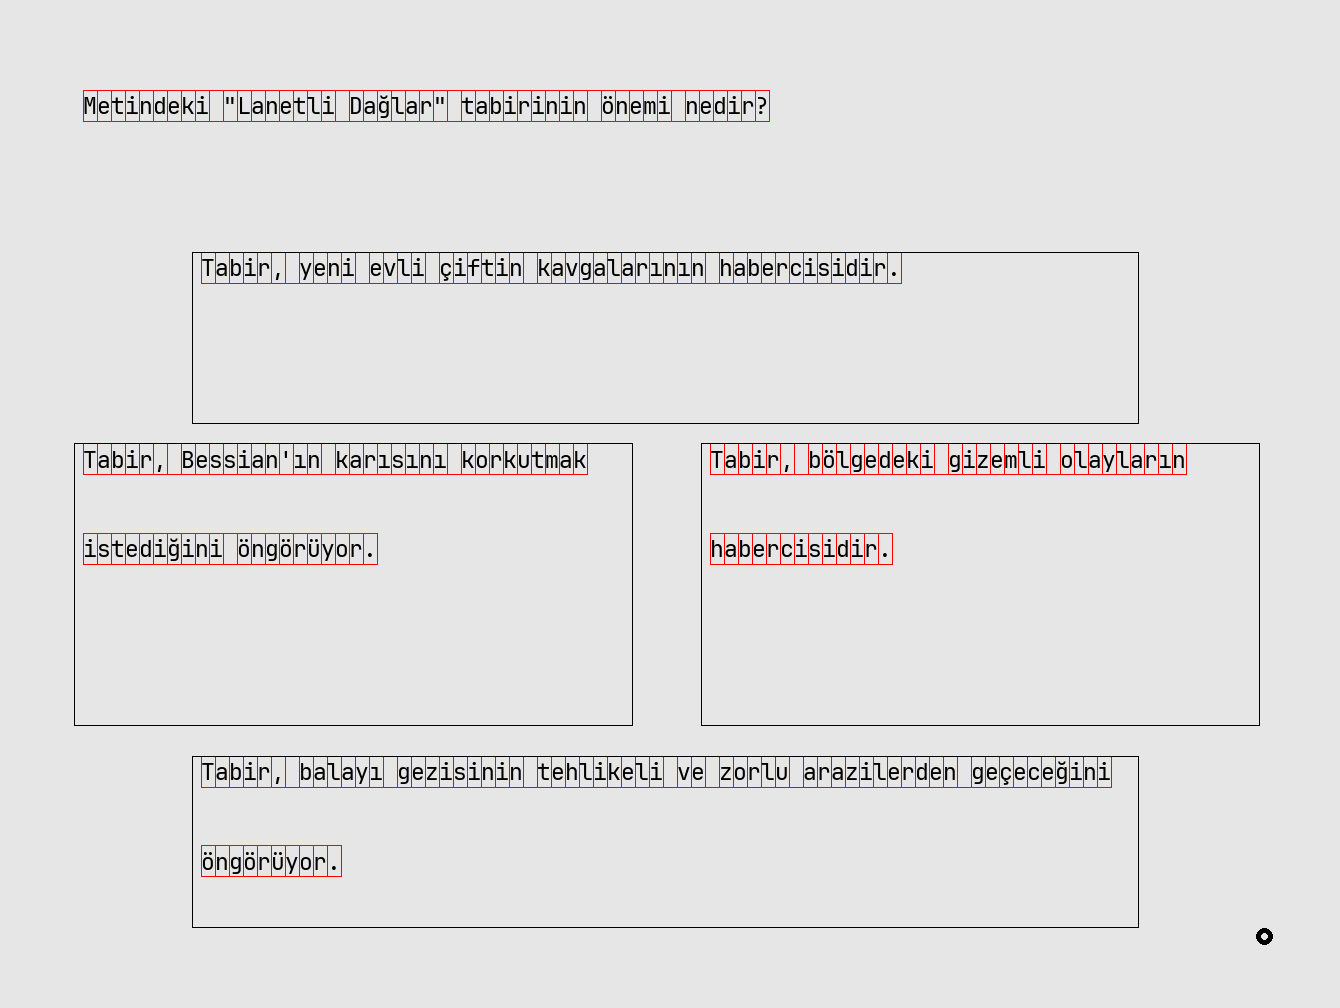 Metindeki "Lanetli Dağlar" tabirinin önemi nedir?
Tabir, yeni evli çiftin kavgalarının habercisidir.
Tabir, Bessian'ın karısını korkutmak
istediğini öngörüyor.
Tabir, bölgedeki gizemli olayların
habercisidir.
Tabir, balayı gezisinin tehlikeli ve zorlu arazilerden geçeceğini
öngörüyor.